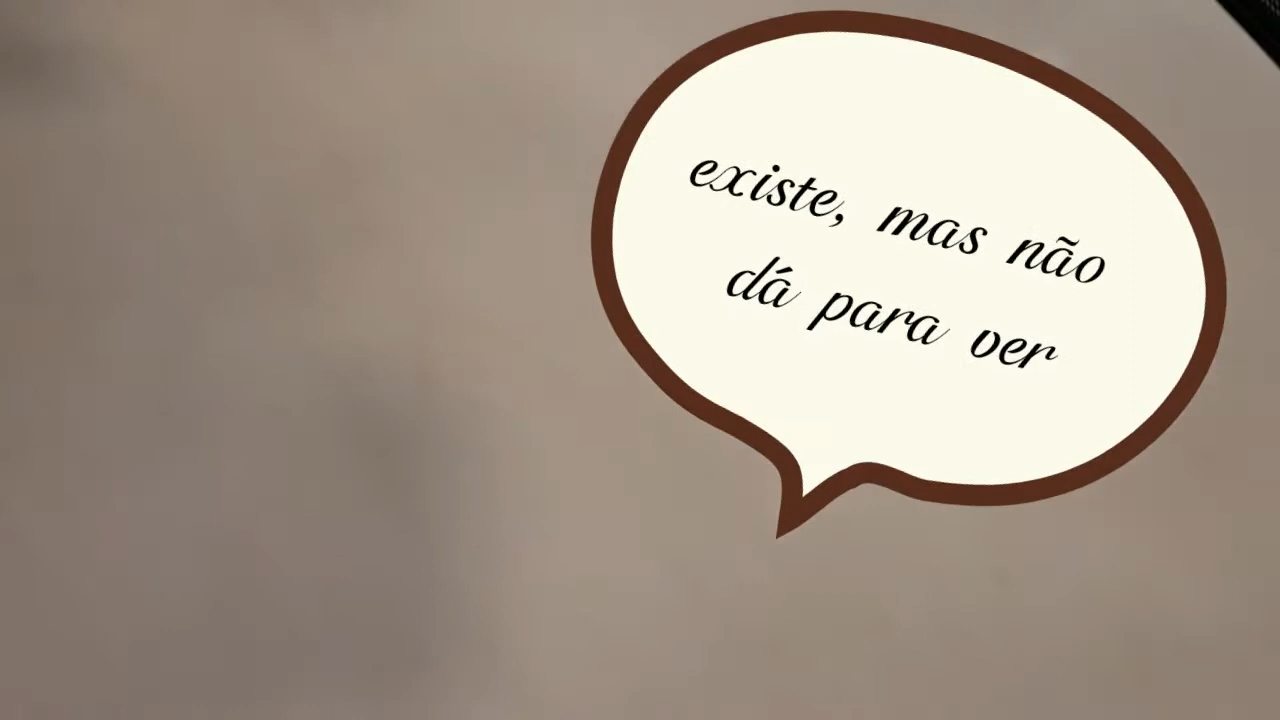 existe, mas não
dá para ver